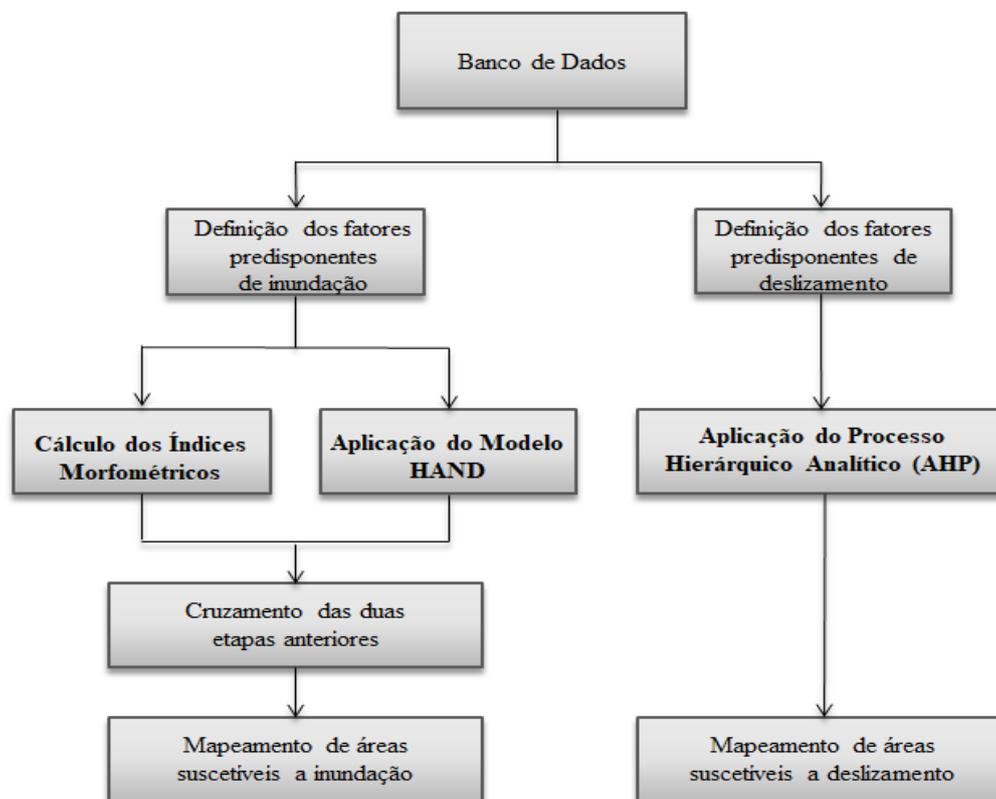 Banco de Dados
Definição dos fatores
predisponentes
de inundação
Definição dos fatores
predisponentes de
deslizamento
Cálculo dos Índices
Morfométricos
Aplicação do Modelo
HAND
Aplicação do Processo
Hierárquico Analítico (AHP)
Cruzamento das duas
etapas anteriores
Mapeamento de áreas
suscetíveis a inundação
Mapeamento de áreas
suscetíveis a deslizamento